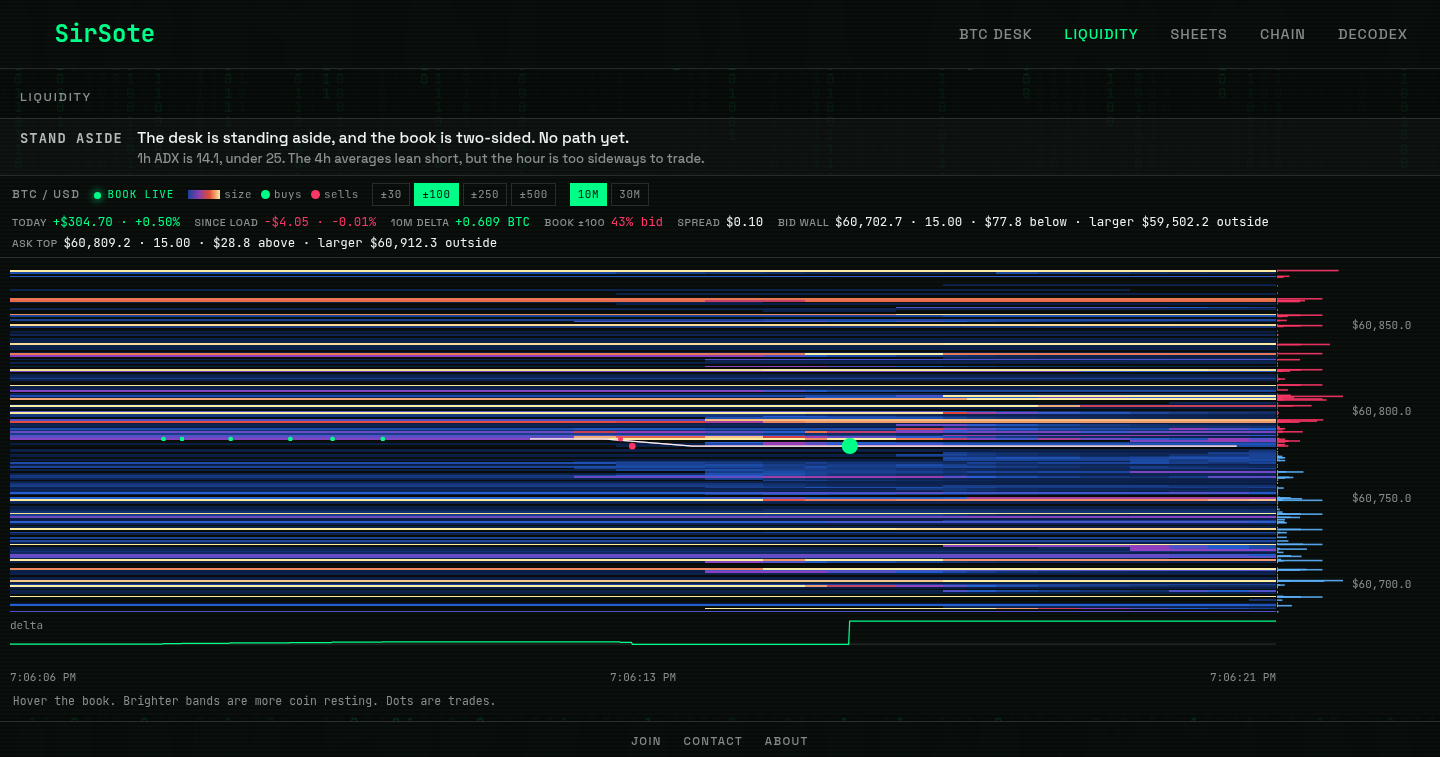 SirSote
BTC DESK LIQUIDITY SHEETS CHAIN DECODEX
LIQUIDITY
STAND ASIDE The desk is standing aside, and the book is two-sided. No path yet.
1h ADX is 14.1, under 25. The 4h averages lean short, but the hour is too sideways to trade.
BTC / USD BOOK LIVE size buys sells ±30 ±100 ±250 ±500 10M 30M
TODAY +$304.70 · +0.50% SINCE LOAD -$4.05 · -0.01% 10M DELTA +0.609 BTC BOOK ±100 43% bid SPREAD $0.10 BID WALL $60,702.7 · 15.00 · $77.8 below · larger $59,502.2 outside
ASK TOP $60,809.2 · 15.00 · $28.8 above · larger $60,912.3 outside
$60,850.0
$60,800.0
$60,750.0
$60,700.0
delta
7:06:06 PM 7:06:13 PM 7:06:21 PM
Hover the book. Brighter bands are more coin resting. Dots are trades.
JOIN CONTACT ABOUT